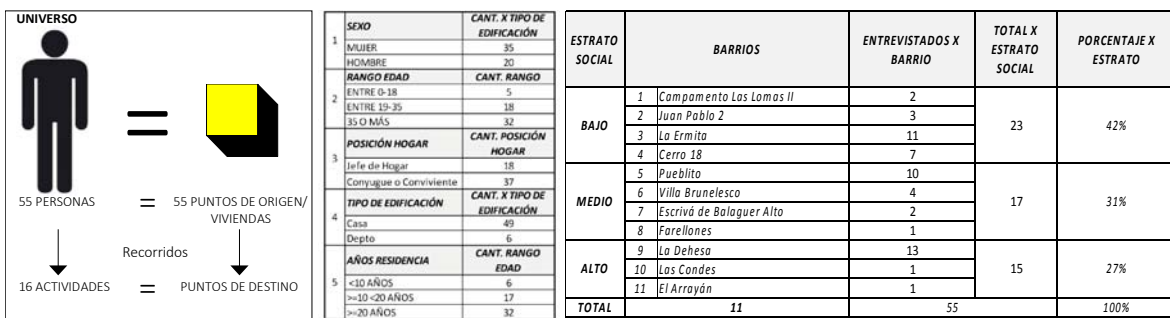 UNIVERSO
=
55 PERSONAS = 55 PUNTOS DE ORIGEN/
VIVIENDAS
Recorridos
16 ACTIVIDADES = PUNTOS DE DESTINO
1 SEXO CANT. X TIPO DE
EDIFICACIÓN
MUJER 35
HOMBRE 20
2 RANGO EDAD CANT. RANGO
ENTRE 0-18 5
ENTRE 19-35 18
35 O MÁS 32
3 POSICIÓN HOGAR CANT. POSICIÓN
HOGAR
Jefe de Hogar 18
Conyugue o Conviviente 37
4 TIPO DE EDIFICACIÓN CANT. X TIPO DE
EDIFICACIÓN
Casa 49
Depto 6
5 AÑOS RESIDENCIA CANT. RANGO
EDAD
<10 AÑOS 6
>=10 <20 AÑOS 17
>=20 AÑOS 32
ESTRATO
SOCIAL
BARRIOS
ENTREVISTADOS X
BARRIO
TOTAL X
ESTRATO
SOCIAL
PORCENTAJE X
ESTRATO
BAJO
1 Campamento Las Lomas II 2
2 Juan Pablo 2 3
3 La Ermita 11
4 Cerro 18 7
23 42%
MEDIO
5 Pueblito 10
6 Villa Brunelesco 4
7 Escrivá de Balaguer Alto 2
8 Farellones 1
17 31%
ALTO
9 La Dehesa 13
10 Las Condes 1
11 El Arrayán 1
15 27%
TOTAL 11 55 100%